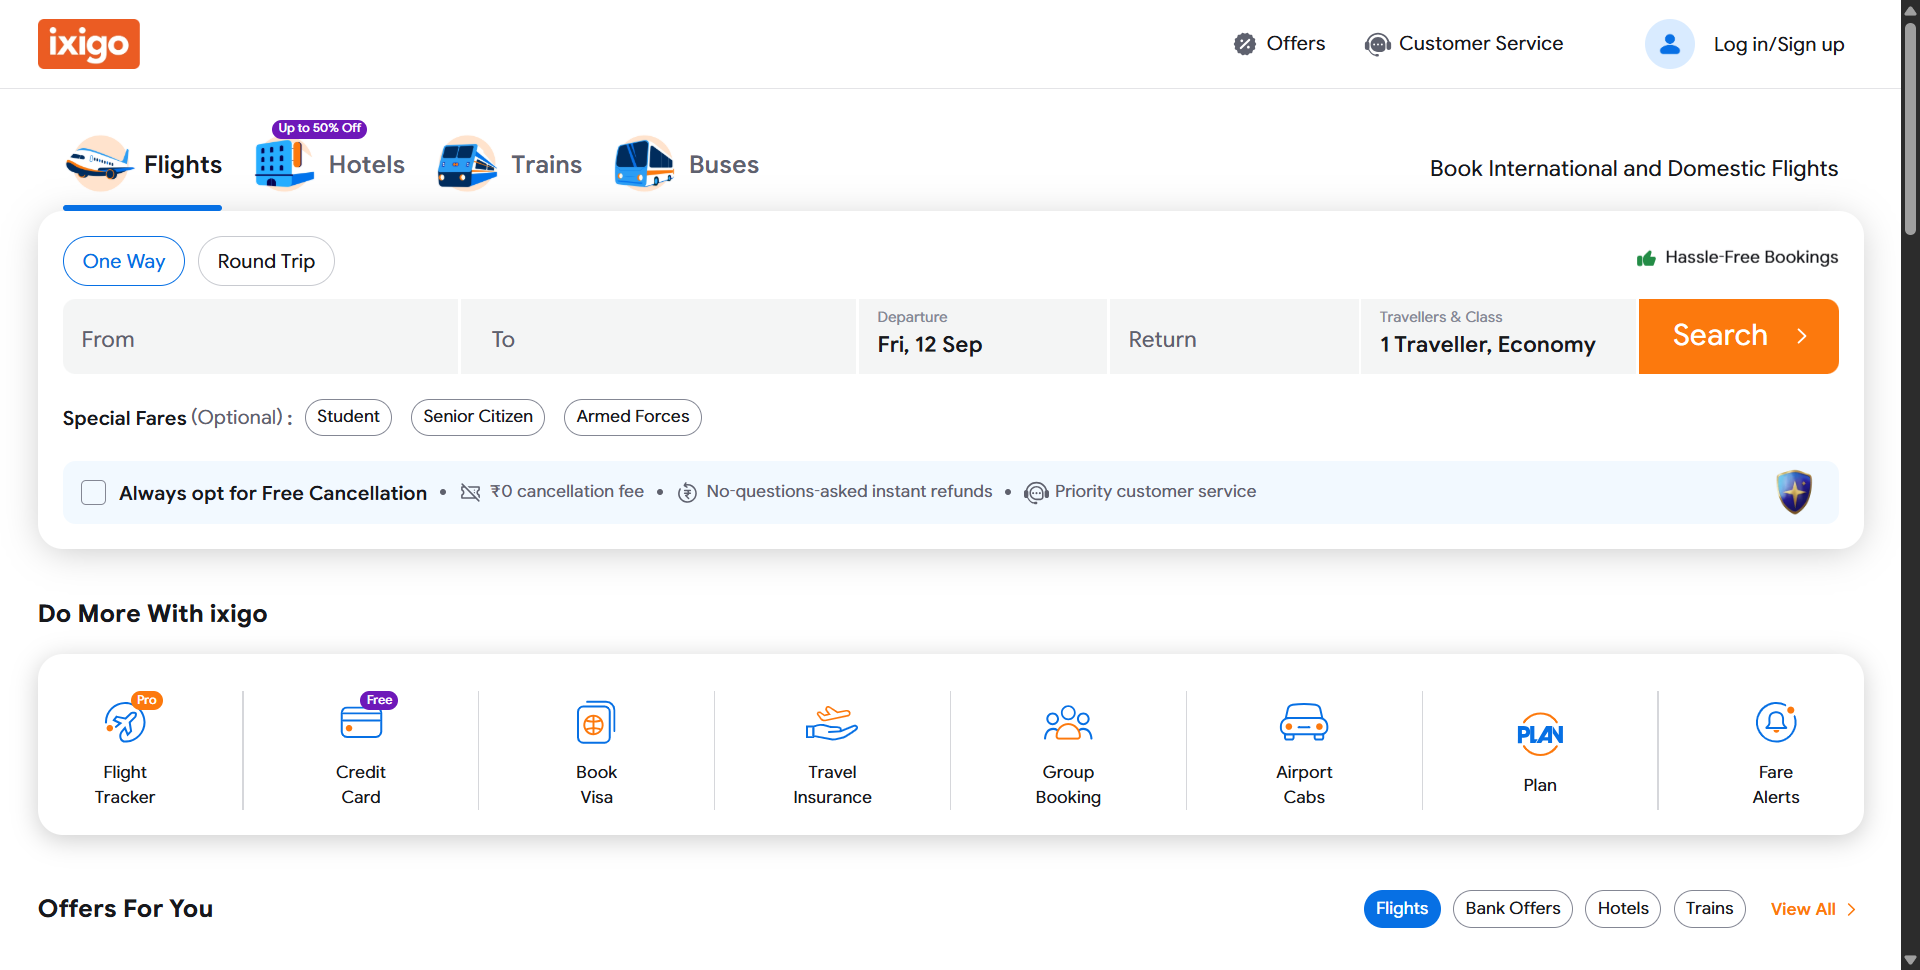 ixigo
Offers
Customer Service
Log in/Sign up
Flights
Up to 50% Off
Hotels
Trains
Buses
Book International and Domestic Flights
One Way
Round Trip
Hassle-Free Bookings
From
To
Departure
Fri, 12 Sep
Return
Travellers & Class
1 Traveller, Economy
Search
Special Fares (Optional) :
Student
Senior Citizen
Armed Forces
Always opt for Free Cancellation • ₹0 cancellation fee • No-questions-asked instant refunds • Priority customer service
Do More With ixigo
Pro
Flight
Tracker
Free
Credit
Card
Book
Visa
Travel
Insurance
Group
Booking
Airport
Cabs
PLAN
Plan
Fare
Alerts
Offers For You
Flights
Bank Offers
Hotels
Trains
View All